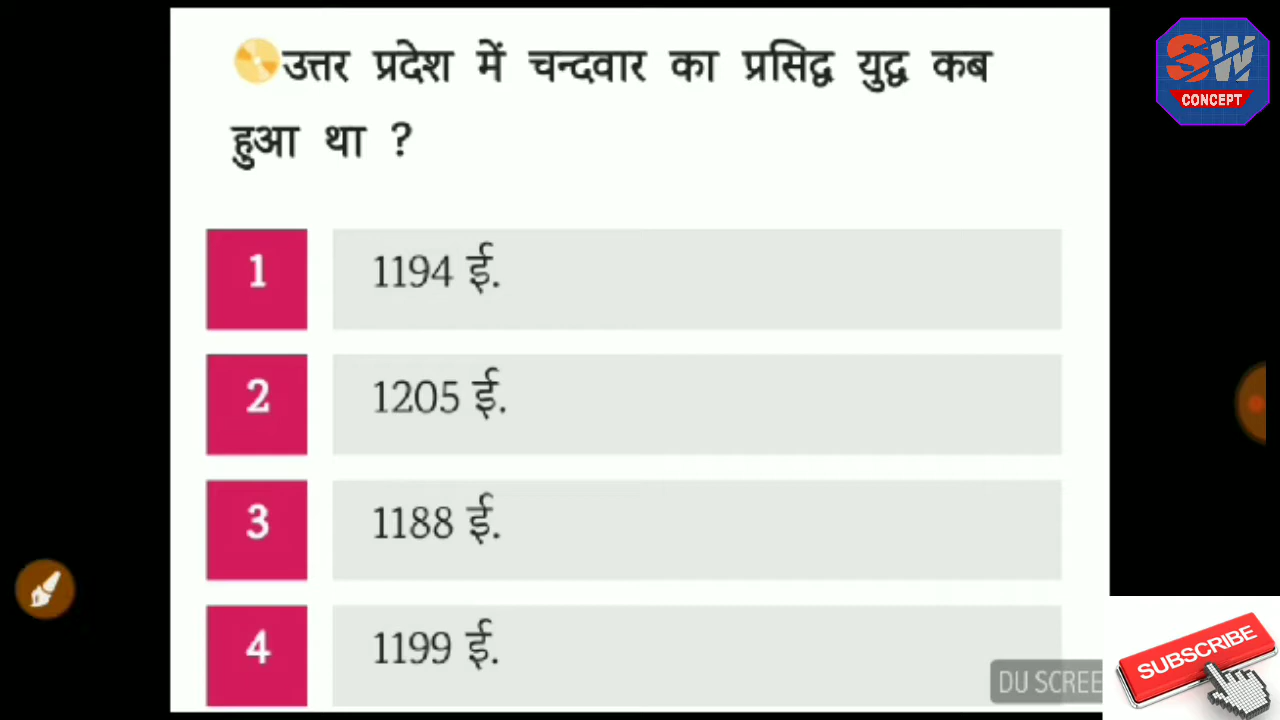 उत्तर प्रदेश में चन्दवार का प्रसिद्ध युद्ध कब
हुआ था ?
1 1194 ई.
2 1205 ई.
3 1188 ई.
4 1199 ई.
SW
CONCEPT
DU SCREE
SUBSCRIBE